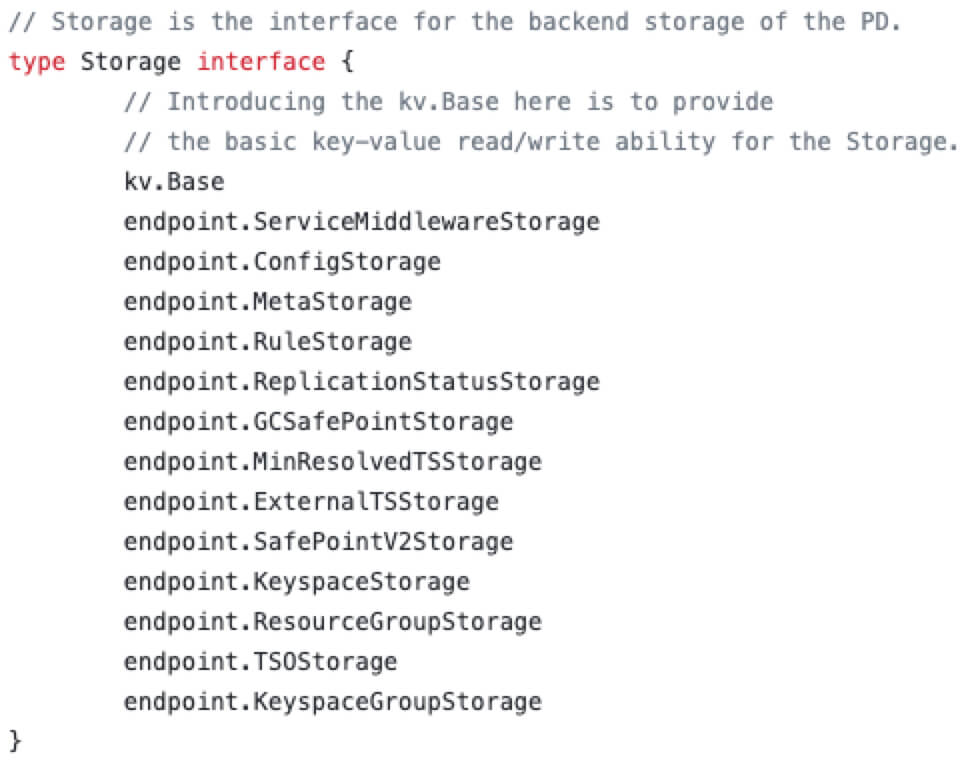 // Storage is the interface for the backend storage of the PD.
type Storage interface {
// Introducing the kv.Base here is to provide
// the basic key-value read/write ability for the Storage.
kv.Base
endpoint.ServiceMiddlewareStorage
endpoint.ConfigStorage
endpoint.MetaStorage
endpoint.RuleStorage
endpoint.ReplicationStatusStorage
endpoint.GCSafePointStorage
endpoint.MinResolvedTSStorage
endpoint.ExternalTSStorage
endpoint.SafePointV2Storage
endpoint.KeyspaceStorage
endpoint.ResourceGroupStorage
endpoint.TSOStorage
endpoint.KeyspaceGroupStorage
}